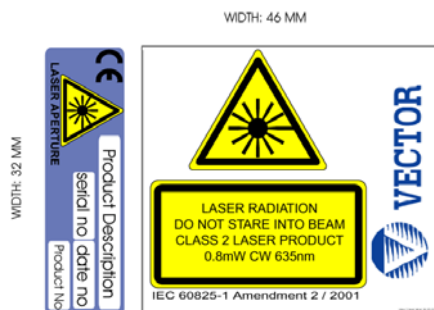 WIDTH: 46 MM
WIDTH: 32 MM
CE
LASER APERTURE
Product Description
serial no
date no
Product No
LASER RADIATION
DO NOT STARE INTO BEAM
CLASS 2 LASER PRODUCT
0.8mW CW 635nm
IEC 60825-1 Amendment 2 / 2001
VECTOR